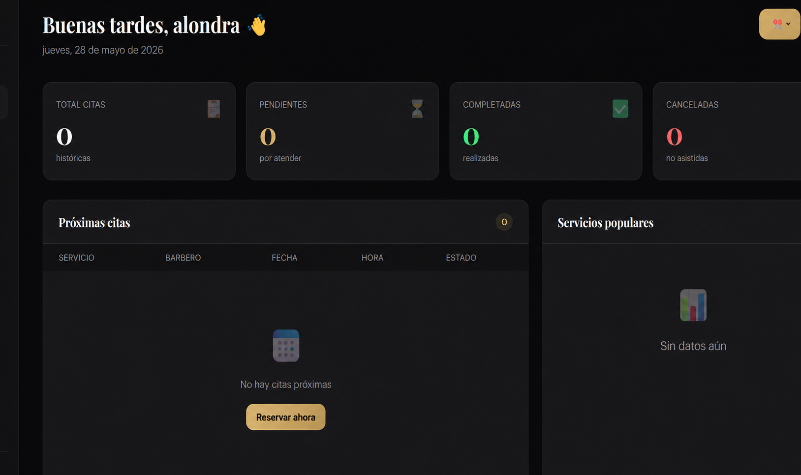 Buenas tardes, alondra 👋
jueves, 28 de mayo de 2026
TOTAL CITAS
0
históricas
PENDIENTES
0
por atender
COMPLETADAS
0
realizadas
CANCELADAS
0
no asistidas
Próximas citas
0
SERVICIO BARBERO FECHA HORA ESTADO
No hay citas próximas
Reservar ahora
Servicios populares
Sin datos aún